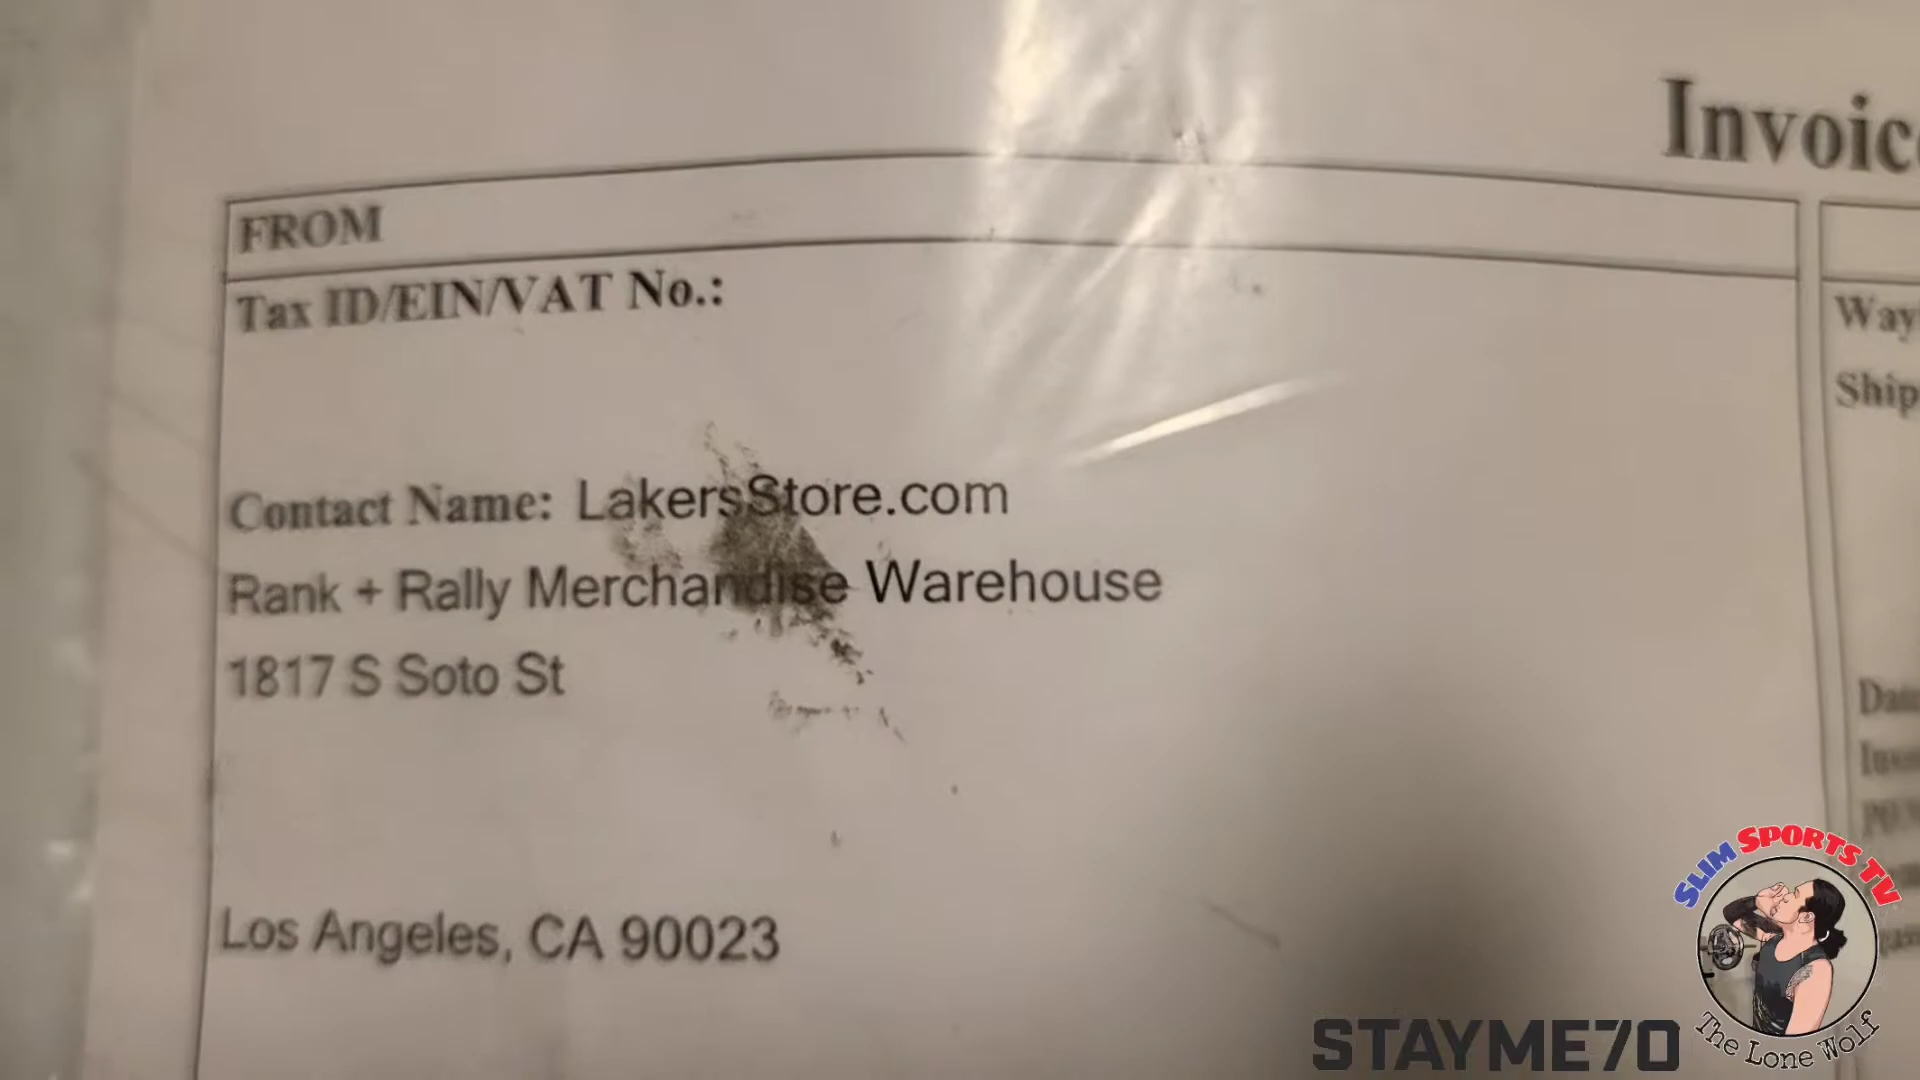 Invoic
FROM
Tax ID/EIN/VAT No.:
Contact Name: LakersStore.com
Rank + Rally Merchandise Warehouse
1817 S Soto St
Los Angeles, CA 90023
Way
Ship
SLIM SPORTS TV
The Lone Wolf
STAYME70